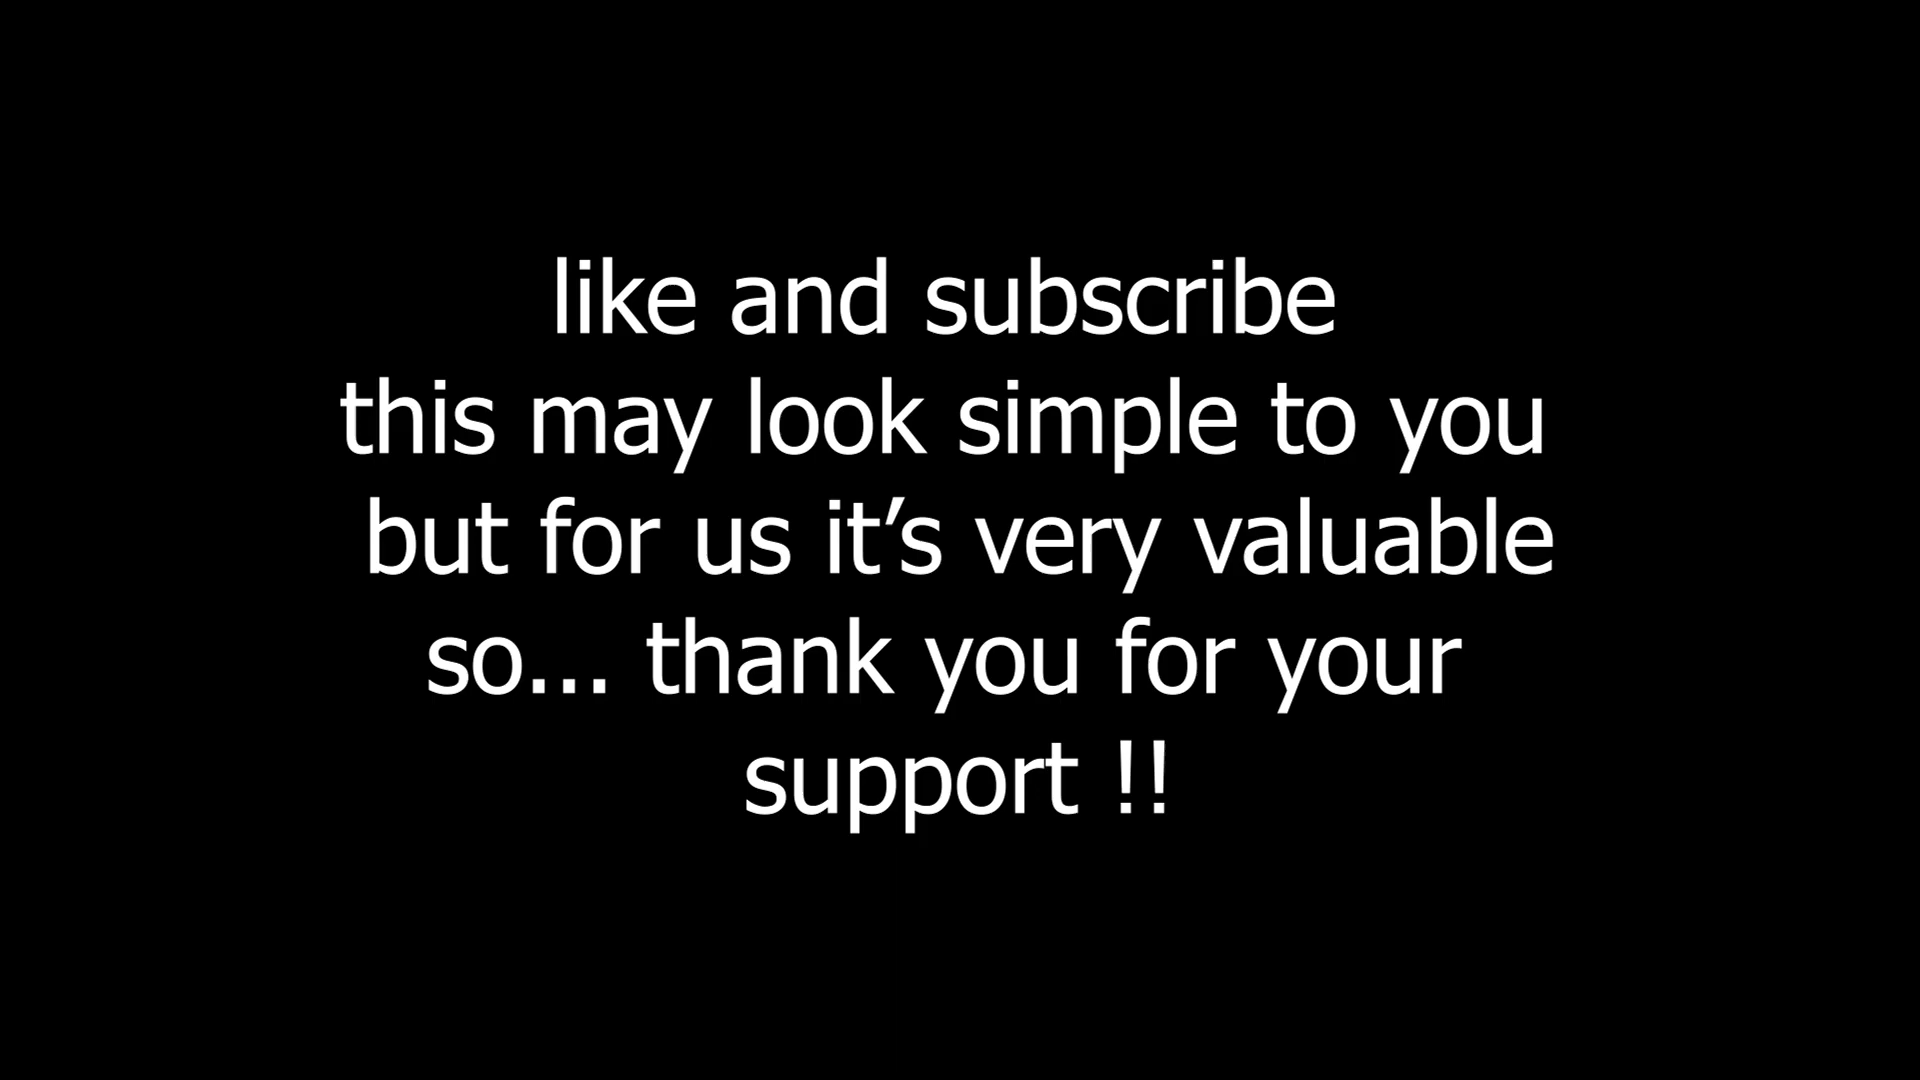 like and subscribe
this may look simple to you
but for us it’s very valuable
so... thank you for your
support !!